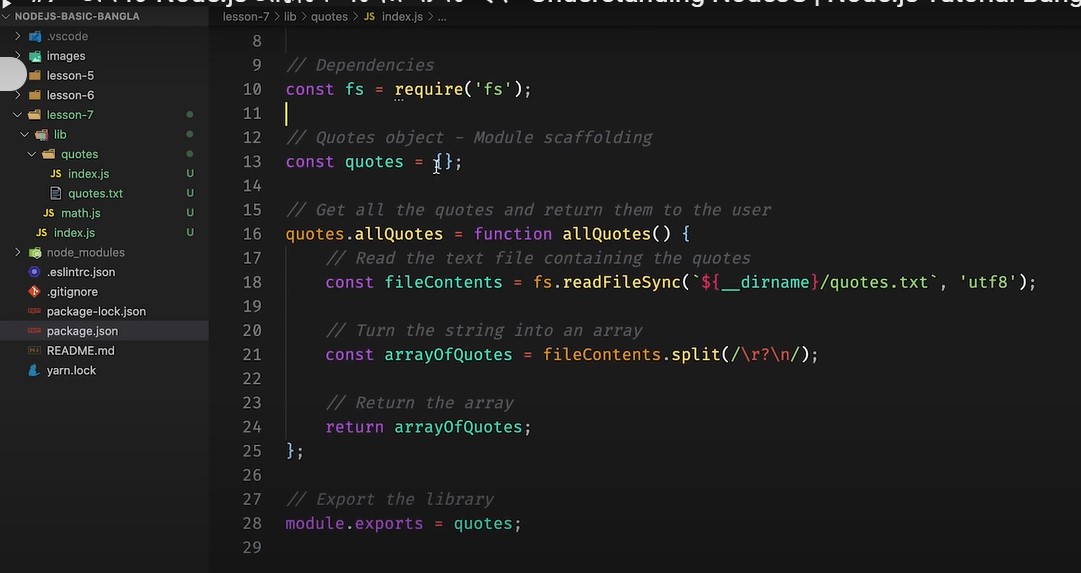 Understanding NodeJS | Node.js Tutorial Bang
NODEJS-BASIC-BANGLA
.vscode
images
lesson-5
lesson-6
lesson-7
lib
quotes
JS index.js U
quotes.txt U
JS math.js U
JS index.js U
node_modules
.eslintrc.json
.gitignore
package-lock.json
package.json
README.md
yarn.lock
lesson-7 > lib > quotes > JS index.js > ...
8
9 // Dependencies
10 const fs = require('fs');
11
12 // Quotes object - Module scaffolding
13 const quotes = {};
14
15 // Get all the quotes and return them to the user
16 quotes.allQuotes = function allQuotes() {
17 // Read the text file containing the quotes
18 const fileContents = fs.readFileSync(`${__dirname}/quotes.txt`, 'utf8');
19
20 // Turn the string into an array
21 const arrayOfQuotes = fileContents.split(/\r?\n/);
22
23 // Return the array
24 return arrayOfQuotes;
25 };
26
27 // Export the library
28 module.exports = quotes;
29